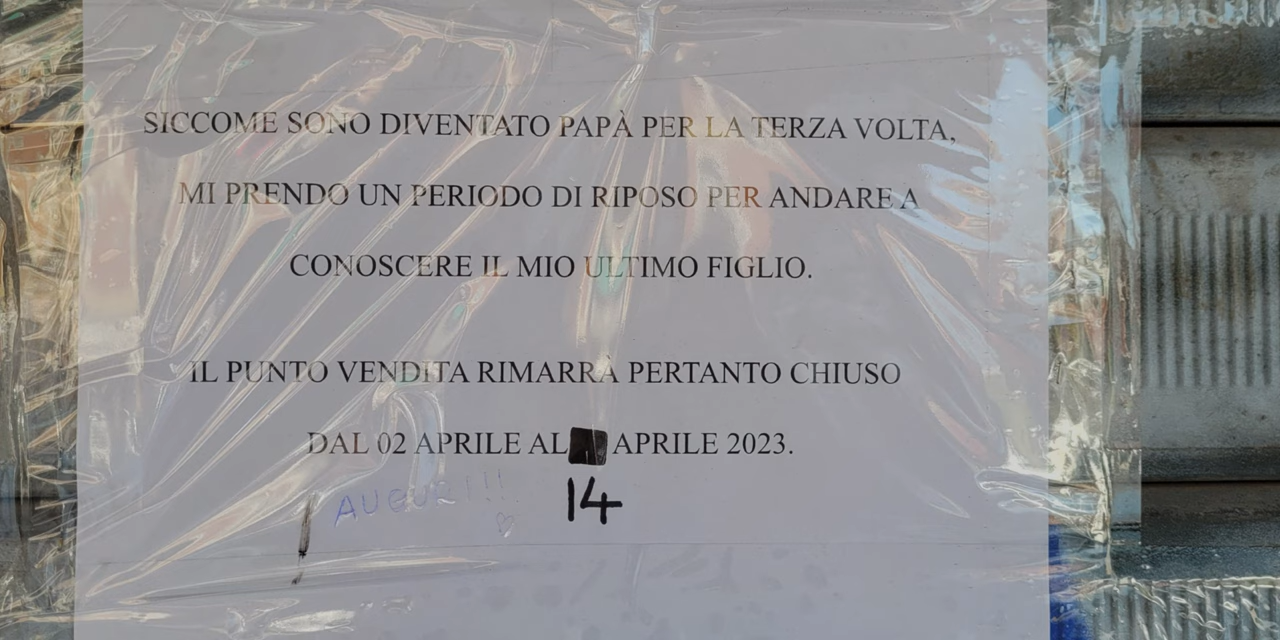 SICCOME SONO DIVENTATO PAPÀ PER LA TERZA VOLTA,
MI PRENDO UN PERIODO DI RIPOSO PER ANDARE A
CONOSCERE IL MIO ULTIMO FIGLIO.
IL PUNTO VENDITA RIMARRÀ PERTANTO CHIUSO
DAL 02 APRILE AL APRILE 2023.
14
AUGURI!!!